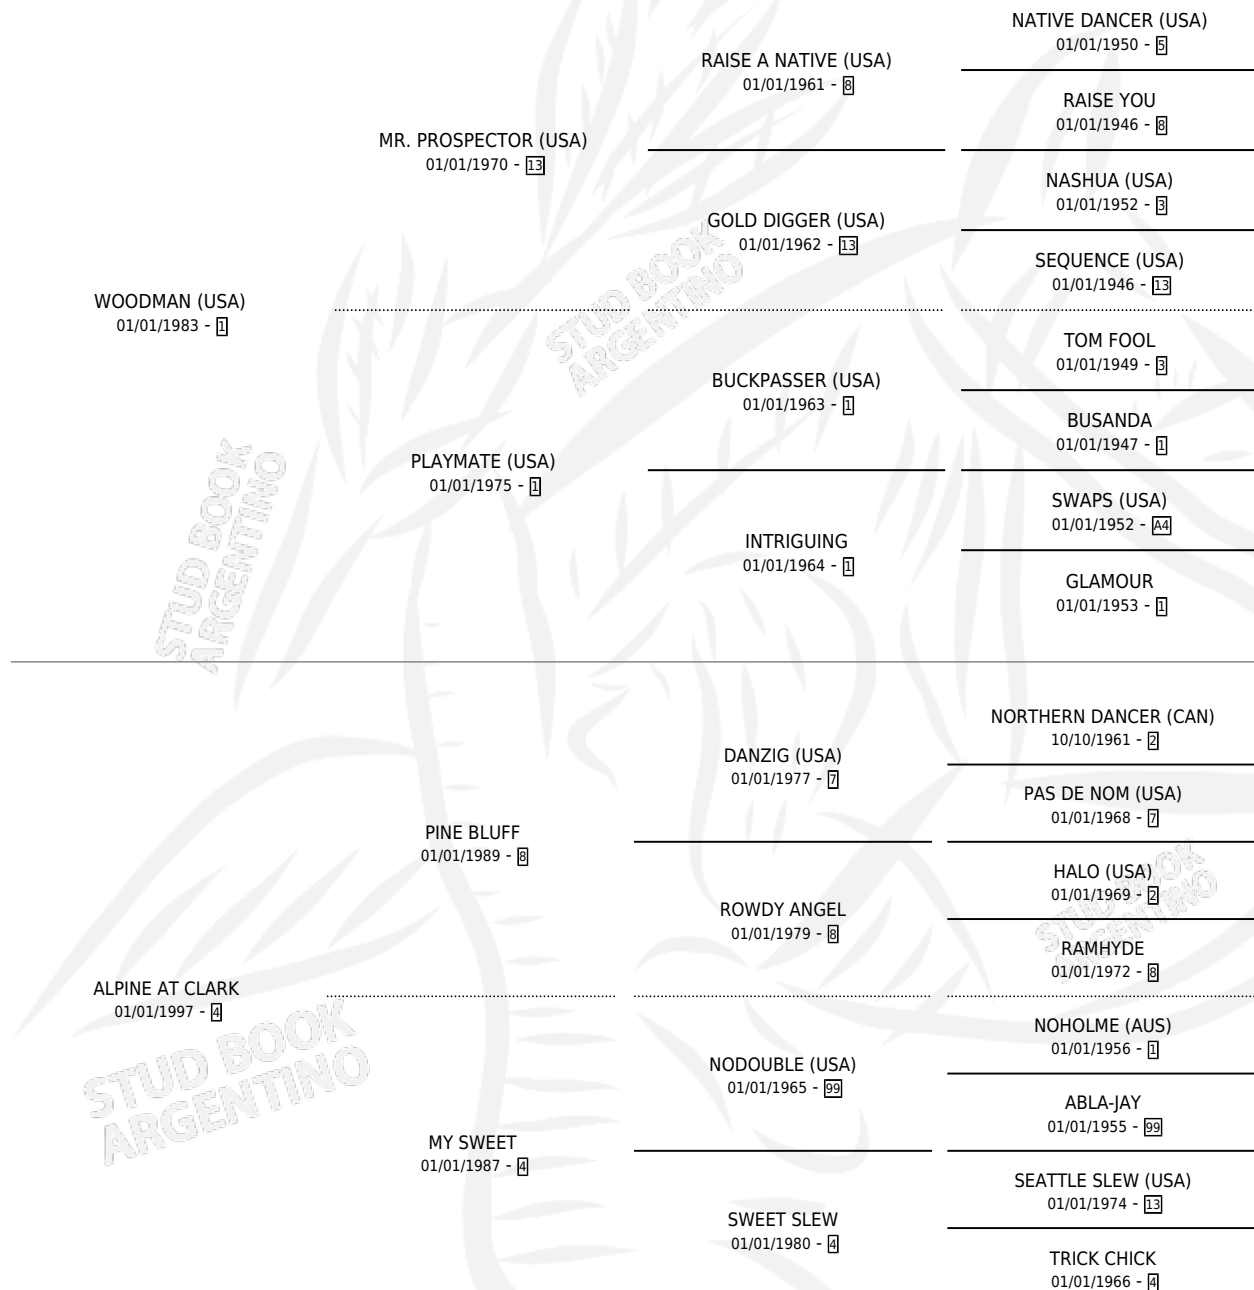 NATIVE DANCER (USA)
01/01/1950 - 5
RAISE A NATIVE (USA)
01/01/1961 - 8
RAISE YOU
01/01/1946 - 8
MR. PROSPECTOR (USA)
01/01/1970 - 13
NASHUA (USA)
01/01/1952 - 3
GOLD DIGGER (USA)
01/01/1962 - 13
SEQUENCE (USA)
01/01/1946 - 13
WOODMAN (USA)
01/01/1983 - 1
STUD BOOK
ARGENTINO
TOM FOOL
01/01/1949 - 3
BUCKPASSER (USA)
01/01/1963 - 1
BUSANDA
01/01/1947 - 1
PLAYMATE (USA)
01/01/1975 - 1
SWAPS (USA)
01/01/1952 - A4
INTRIGUING
01/01/1964 - 1
GLAMOUR
01/01/1953 - 1
STUD BOOK
ARGENTINO
NORTHERN DANCER (CAN)
10/10/1961 - 2
DANZIG (USA)
01/01/1977 - 7
PAS DE NOM (USA)
01/01/1968 - 7
PINE BLUFF
01/01/1989 - 8
HALO (USA)
01/01/1969 - 2
ROWDY ANGEL
01/01/1979 - 8
STUD BOOK
ARGENTINO
RAMHYDE
01/01/1972 - 8
ALPINE AT CLARK
01/01/1997 - 4
NOHOLME (AUS)
01/01/1956 - 1
NODOUBLE (USA)
01/01/1965 - 99
STUD BOOK
ARGENTINO
ABLA-JAY
01/01/1955 - 99
MY SWEET
01/01/1987 - 4
SEATTLE SLEW (USA)
01/01/1974 - 13
SWEET SLEW
01/01/1980 - 4
TRICK CHICK
01/01/1966 - 4